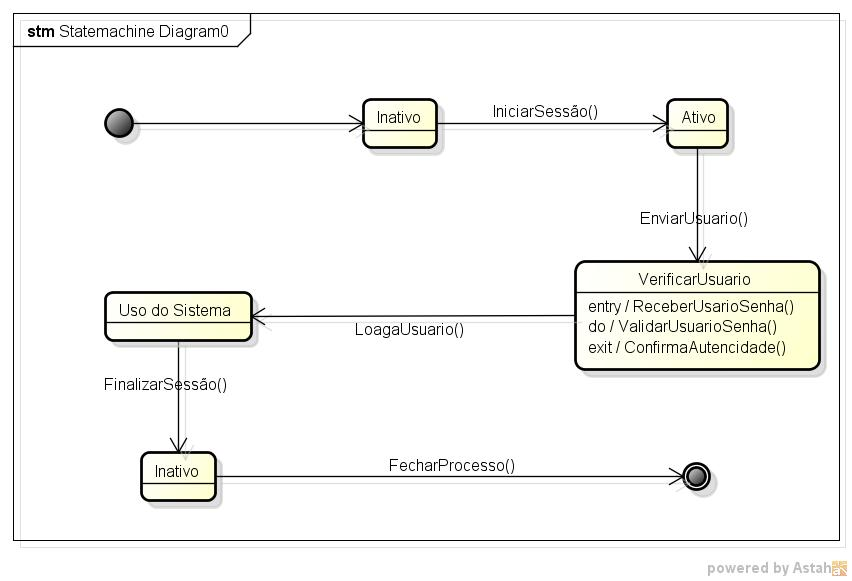 stm Statemachine Diagram0
Inativo
IniciarSessão()
Ativo
EnviarUsuario()
VerificarUsuario
entry / ReceberUsarioSenha()
do / ValidarUsuarioSenha()
exit / ConfirmaAutencidade()
Uso do Sistema
LoagaUsuario()
FinalizarSessão()
Inativo
FecharProcesso()
powered by Astah